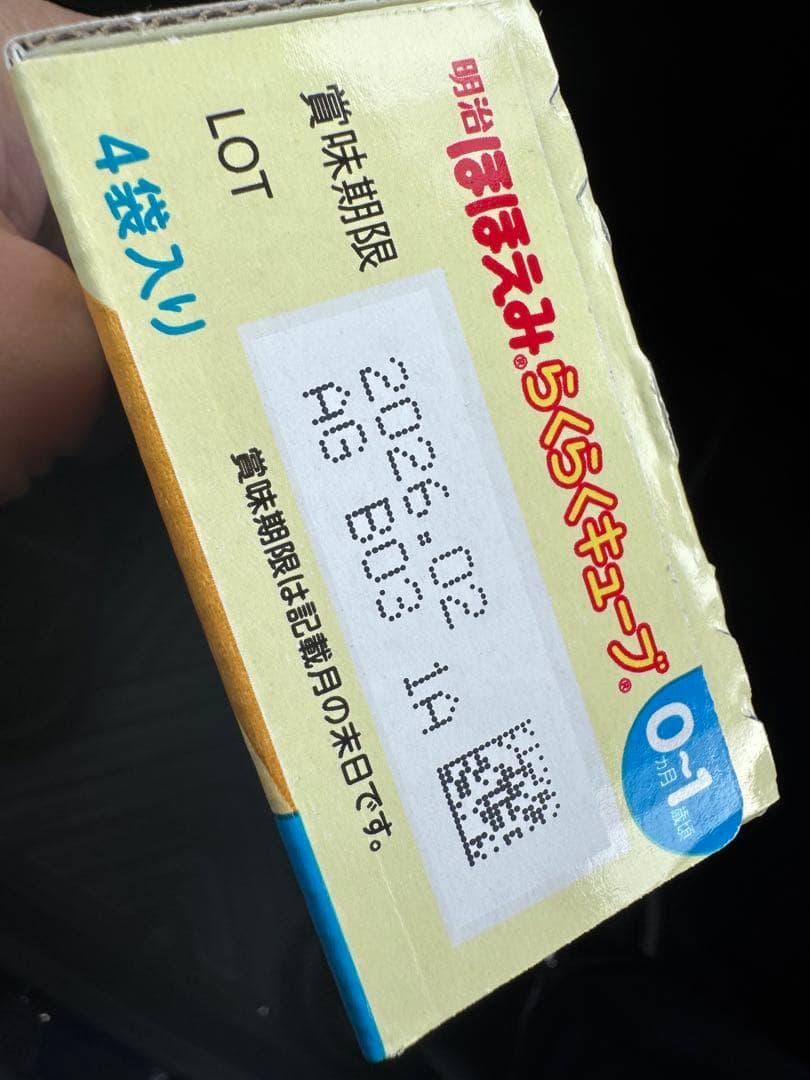 明治ほほえみ®らくらくキューブ®
0ヵ月~1歳頃
賞味期限 2026.02
LOT AG B03 1A
賞味期限は記載月の末日です。
4袋入り